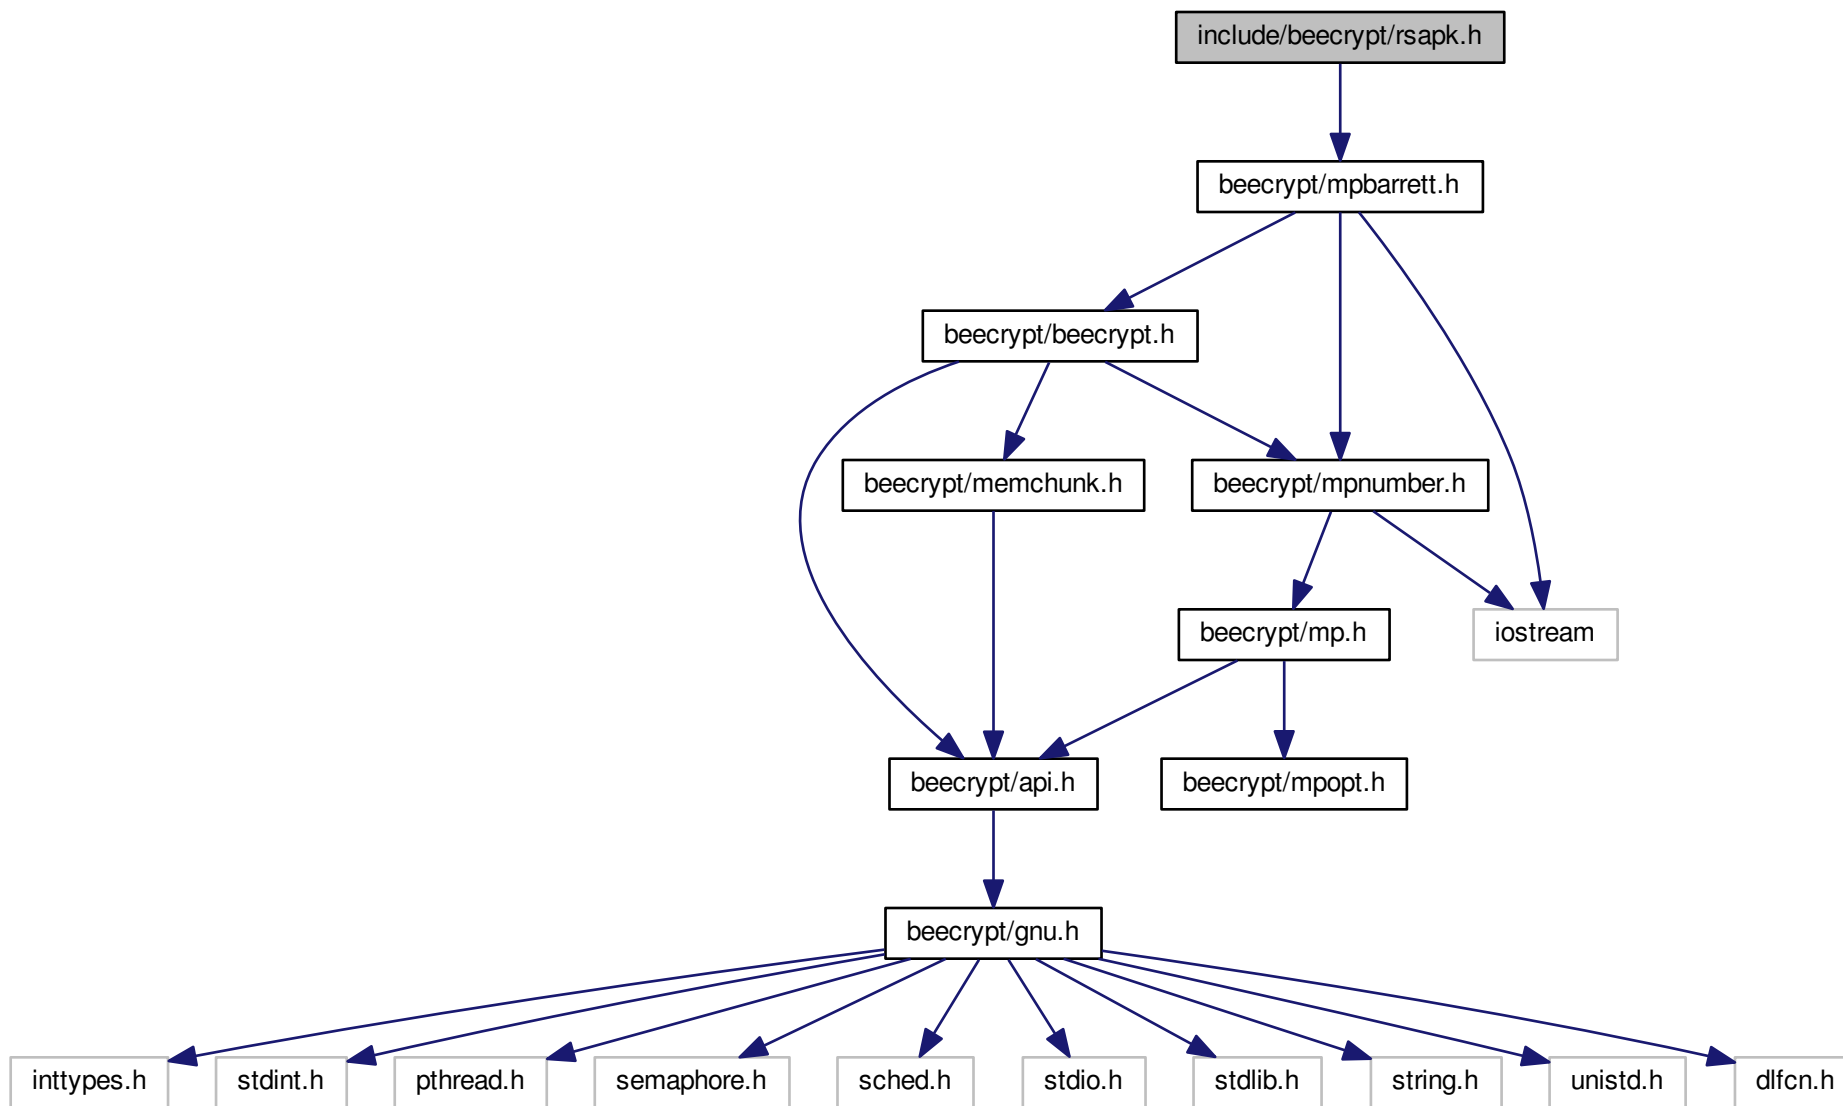 include/beecrypt/rsapk.h
beecrypt/mpbarrett.h
beecrypt/beecrypt.h
beecrypt/memchunk.h
beecrypt/mpnumber.h
beecrypt/mp.h
iostream
beecrypt/api.h
beecrypt/mpopt.h
beecrypt/gnu.h
inttypes.h
stdint.h
pthread.h
semaphore.h
sched.h
stdio.h
stdlib.h
string.h
unistd.h
dlfcn.h